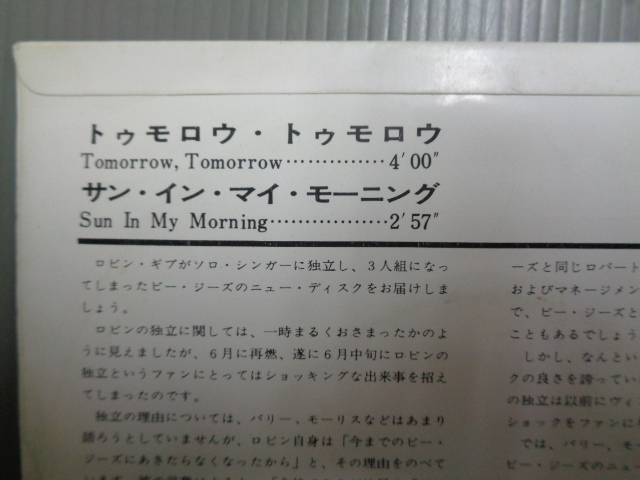 トゥモロウ・トゥモロウ
Tomorrow, Tomorrow‥‥‥‥‥‥‥4′00″
サン・イン・マイ・モーニング
Sun In My Morning‥‥‥‥‥‥‥‥2′57″
ロビン・ギブがソロ・シンガーに独立し、3人組になっ
てしまったビー・ジーズのニュー・ディスクをお届けしま
しょう。
ロビンの独立に関しては、一時まるくおさまったかのよ
うに見えましたが、6月に再燃、遂に6月中旬にロビンの
独立というファンにとってはショッキングな出来事を招え
てしまったのです。
独立の理由については、バリー、モーリスなどはあまり
語ろうとしていませんが、ロビン自身は「今までのビー・
ジーズにあきたらなくなったから」と、その理由をのべて
ーズと同じロバート
およびマネージメン
で、ビー・ジーズと
こともあるでしょう
しかし、なんとい
クの良さを誇ってい
の独立は以前にヴィ
ショックをファンに
では、バリー、モー
ビー・ジーズのニュー